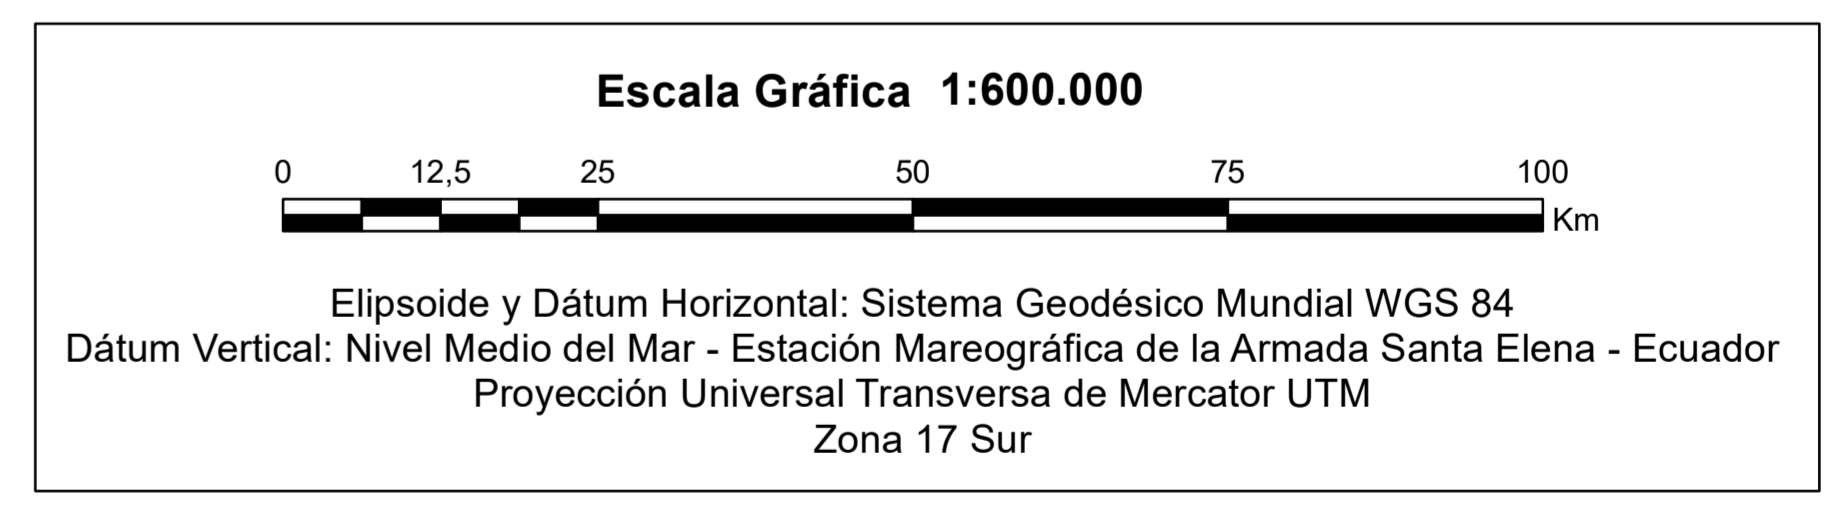 Escala Gráfica 1:600.000
0 12,5 25 50 75 100
Km
Elipsoide y Dátum Horizontal: Sistema Geodésico Mundial WGS 84
Dátum Vertical: Nivel Medio del Mar - Estación Mareográfica de la Armada Santa Elena - Ecuador
Proyección Universal Transversa de Mercator UTM
Zona 17 Sur